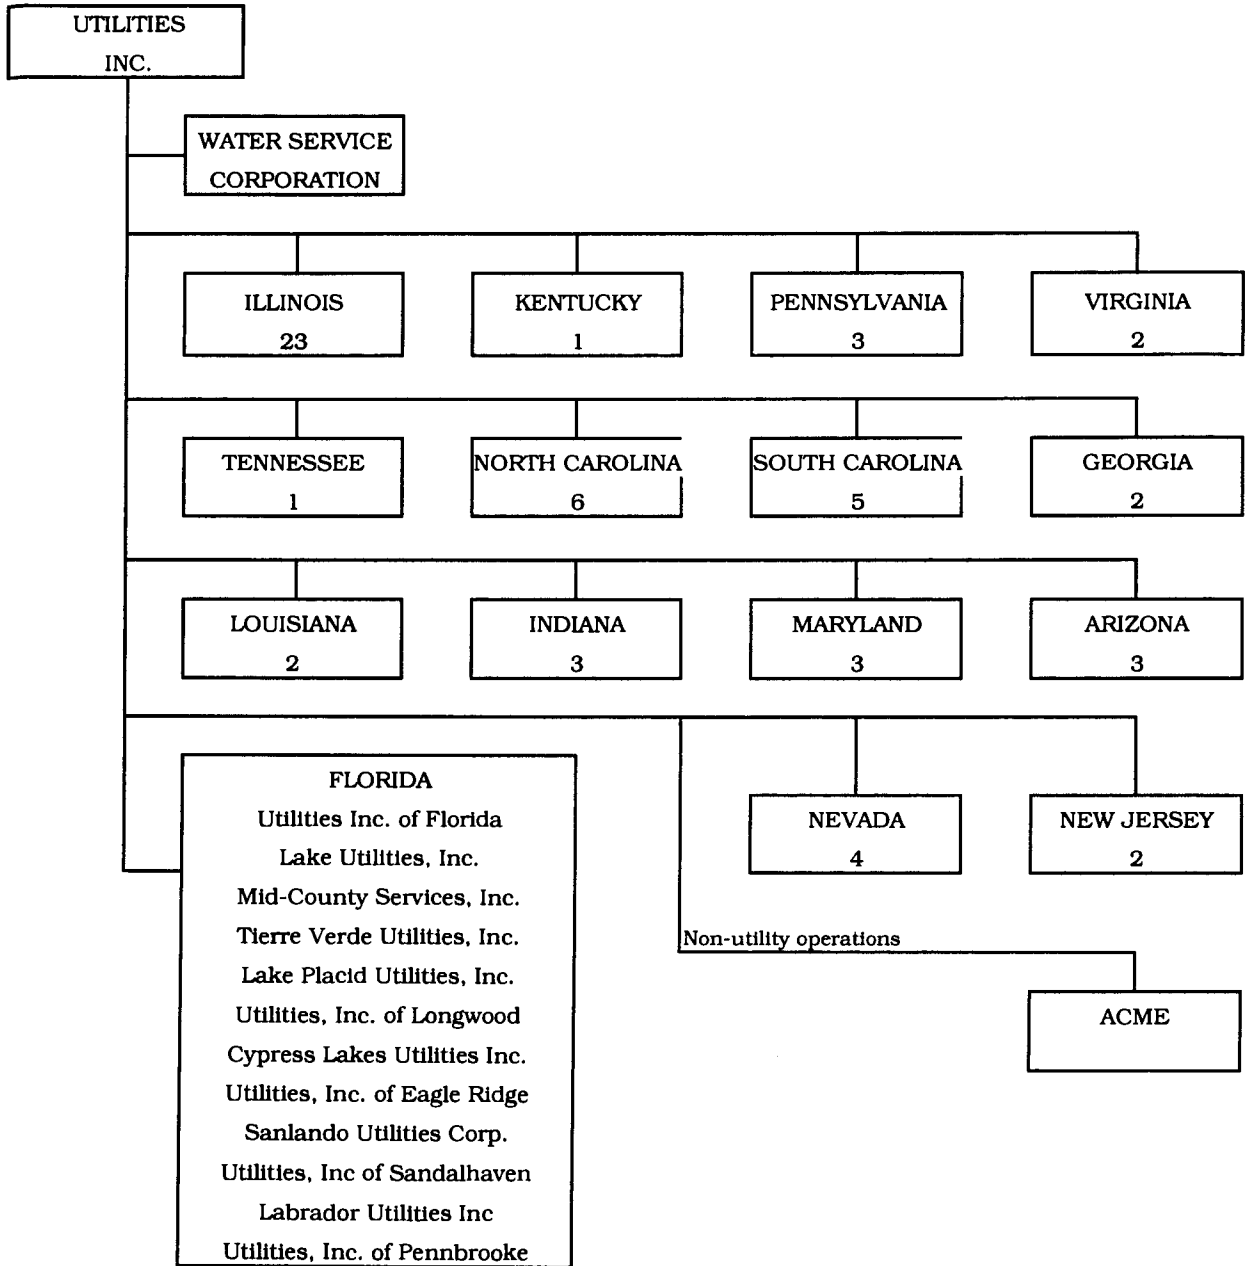 UTILITIES
INC.
WATER SERVICE
CORPORATION
ILLINOIS
23
KENTUCKY
1
PENNSYLVANIA
3
VIRGINIA
2
TENNESSEE
1
NORTH CAROLINA
6
SOUTH CAROLINA
5
GEORGIA
2
LOUISIANA
2
INDIANA
3
MARYLAND
3
ARIZONA
3
FLORIDA
Utilities Inc. of Florida
Lake Utilities, Inc.
Mid-County Services, Inc.
Tierre Verde Utilities, Inc.
Lake Placid Utilities, Inc.
Utilities, Inc. of Longwood
Cypress Lakes Utilities Inc.
Utilities, Inc. of Eagle Ridge
Sanlando Utilities Corp.
Utilities, Inc of Sandalhaven
Labrador Utilities Inc
Utilities, Inc. of Pennbrooke
NEVADA
4
NEW JERSEY
2
Non-utility operations
ACME